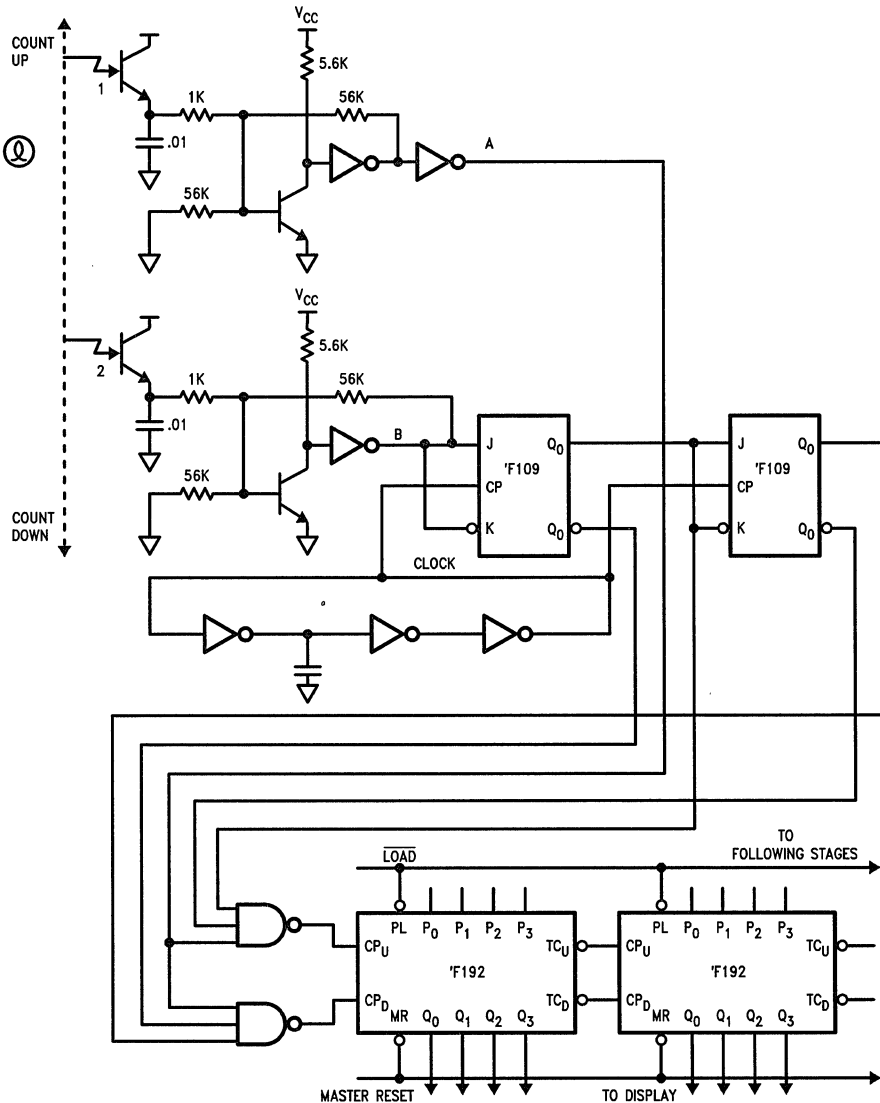 COUNT
UP
VCC
5.6K
1
1K
56K
.01
A
56K
VCC
5.6K
2
1K
56K
.01
B
J
Q0
'F109
CP
K
Q0
J
Q0
'F109
CP
K
Q0
56K
COUNT
DOWN
CLOCK
TO
FOLLOWING STAGES
LOAD
PL P0 P1 P2 P3
CPU
TCU
'F192
CPD
TCD
MR Q0 Q1 Q2 Q3
PL P0 P1 P2 P3
CPU
TCU
'F192
CPD
TCD
MR Q0 Q1 Q2 Q3
MASTER RESET
TO DISPLAY